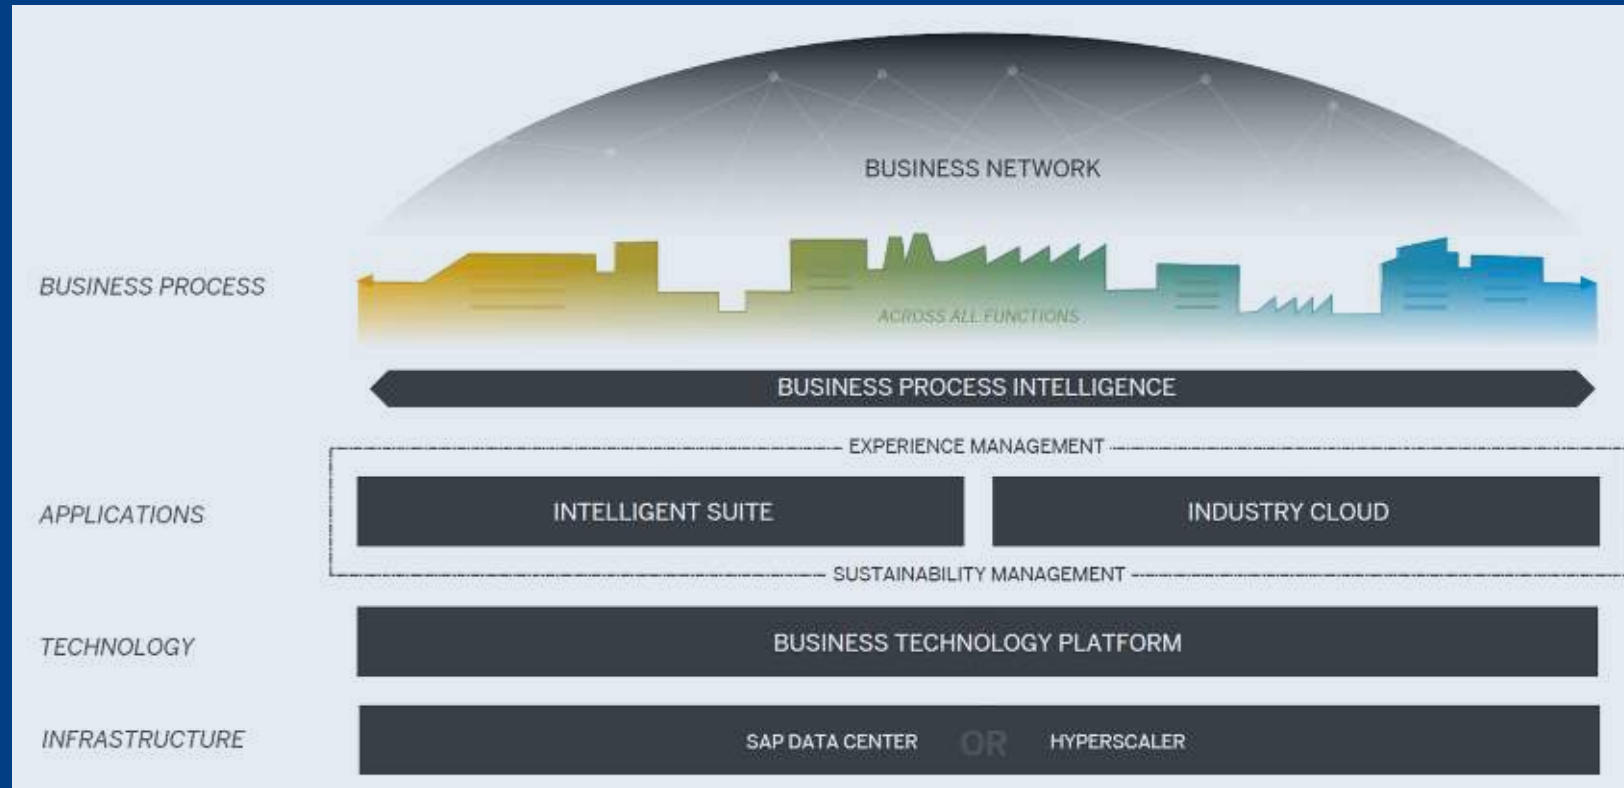 BUSINESS NETWORK
BUSINESS PROCESS
ACROSS ALL FUNCTIONS
BUSINESS PROCESS INTELLIGENCE
EXPERIENCE MANAGEMENT
APPLICATIONS
INTELLIGENT SUITE
INDUSTRY CLOUD
SUSTAINABILITY MANAGEMENT
TECHNOLOGY
BUSINESS TECHNOLOGY PLATFORM
INFRASTRUCTURE
SAP DATA CENTER OR HYPERSCALER